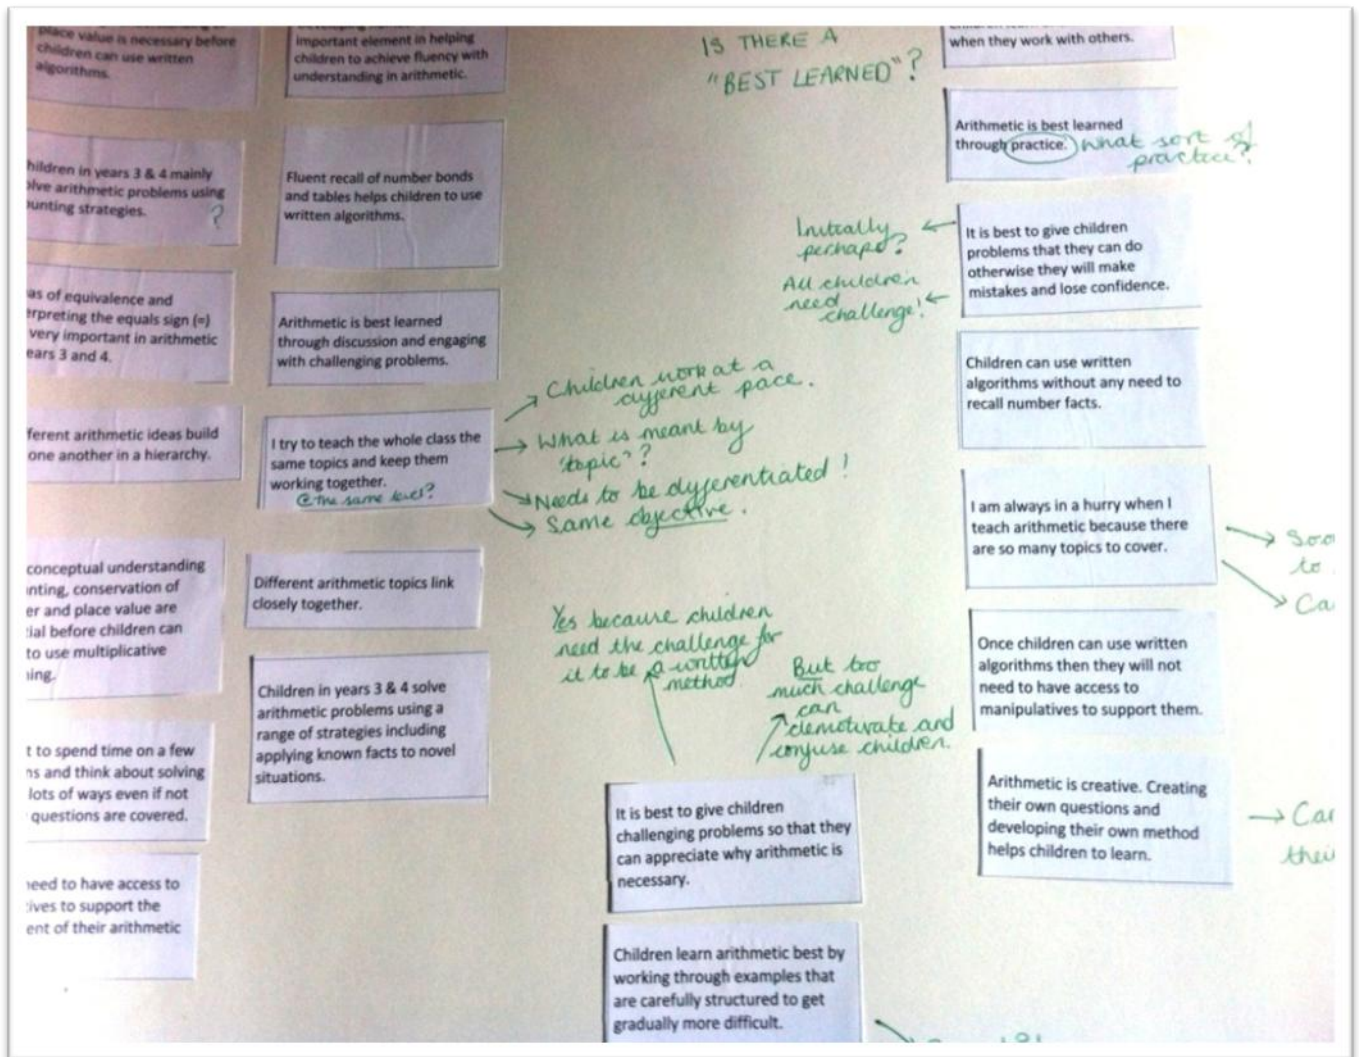 place value is necessary before
children can use written
algorithms.
children in years 3 & 4 mainly
solve arithmetic problems using
counting strategies.
?
as of equivalence and
interpreting the equals sign (=)
very important in arithmetic
years 3 and 4.
ferent arithmetic ideas build
one another in a hierarchy.
conceptual understanding
nting, conservation of
er and place value are
ial before children can
to use multiplicative
ning.
t to spend time on a few
ns and think about solving
lots of ways even if not
questions are covered.
need to have access to
ives to support the
ent of their arithmetic
important element in helping
children to achieve fluency with
understanding in arithmetic.
Fluent recall of number bonds
and tables helps children to use
written algorithms.
Arithmetic is best learned
through discussion and engaging
with challenging problems.
I try to teach the whole class the
same topics and keep them
working together.
@ the same level?
Children work at a
different pace.
What is meant by
'topic'?
Needs to be differentiated!
Same objective.
Different arithmetic topics link
closely together.
Children in years 3 & 4 solve
arithmetic problems using a
range of strategies including
applying known facts to novel
situations.
IS THERE A
"BEST LEARNED"?
Yes because children
need the challenge for
it to be a written
method.
But too
much challenge
can
demotivate and
confuse children.
It is best to give children
challenging problems so that they
can appreciate why arithmetic is
necessary.
Children learn arithmetic best by
working through examples that
are carefully structured to get
gradually more difficult.
when they work with others.
Arithmetic is best learned
through practice. What sort of
practice?
Initially
perhaps?
All children
need
challenge!
It is best to give children
problems that they can do
otherwise they will make
mistakes and lose confidence.
Children can use written
algorithms without any need to
recall number facts.
I am always in a hurry when I
teach arithmetic because there
are so many topics to cover.
Soo
to
Ca
Once children can use written
algorithms then they will not
need to have access to
manipulatives to support them.
Arithmetic is creative. Creating
their own questions and
developing their own method
helps children to learn.
Can
their